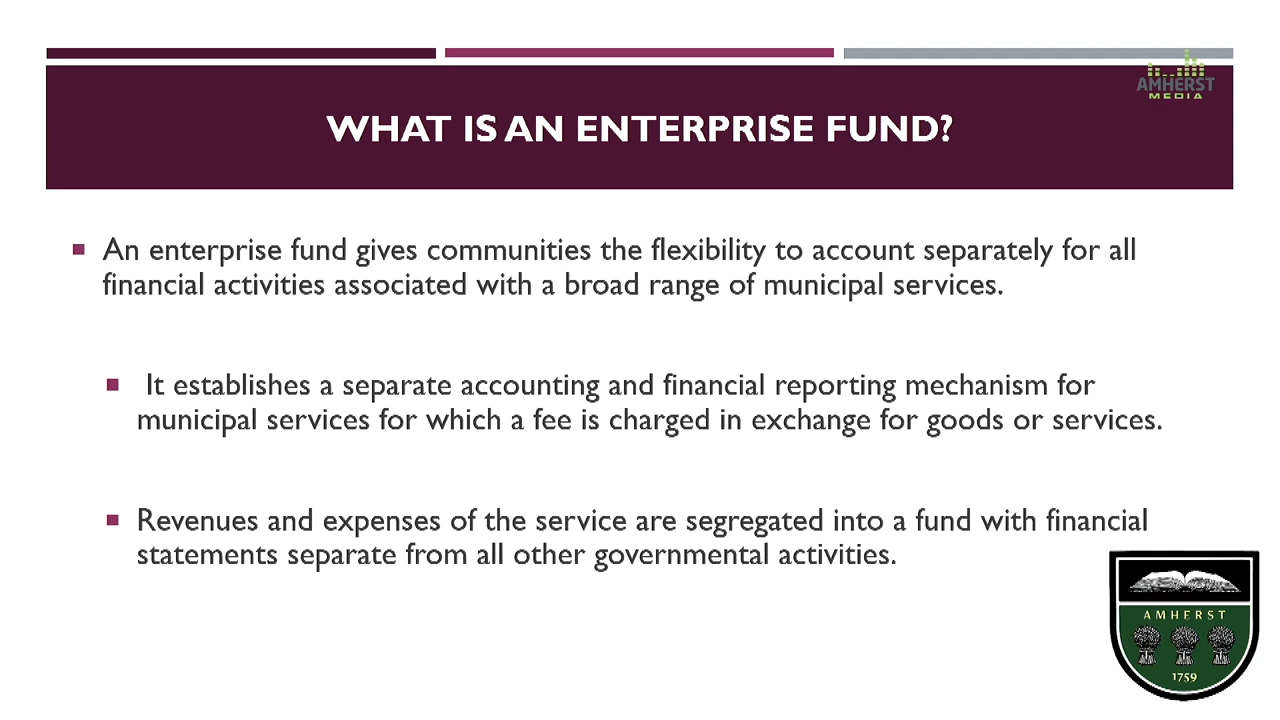 AMHERST
MEDIA
WHAT IS AN ENTERPRISE FUND?
An enterprise fund gives communities the flexibility to account separately for all
financial activities associated with a broad range of municipal services.
It establishes a separate accounting and financial reporting mechanism for
municipal services for which a fee is charged in exchange for goods or services.
Revenues and expenses of the service are segregated into a fund with financial
statements separate from all other governmental activities.
AMHERST
1759